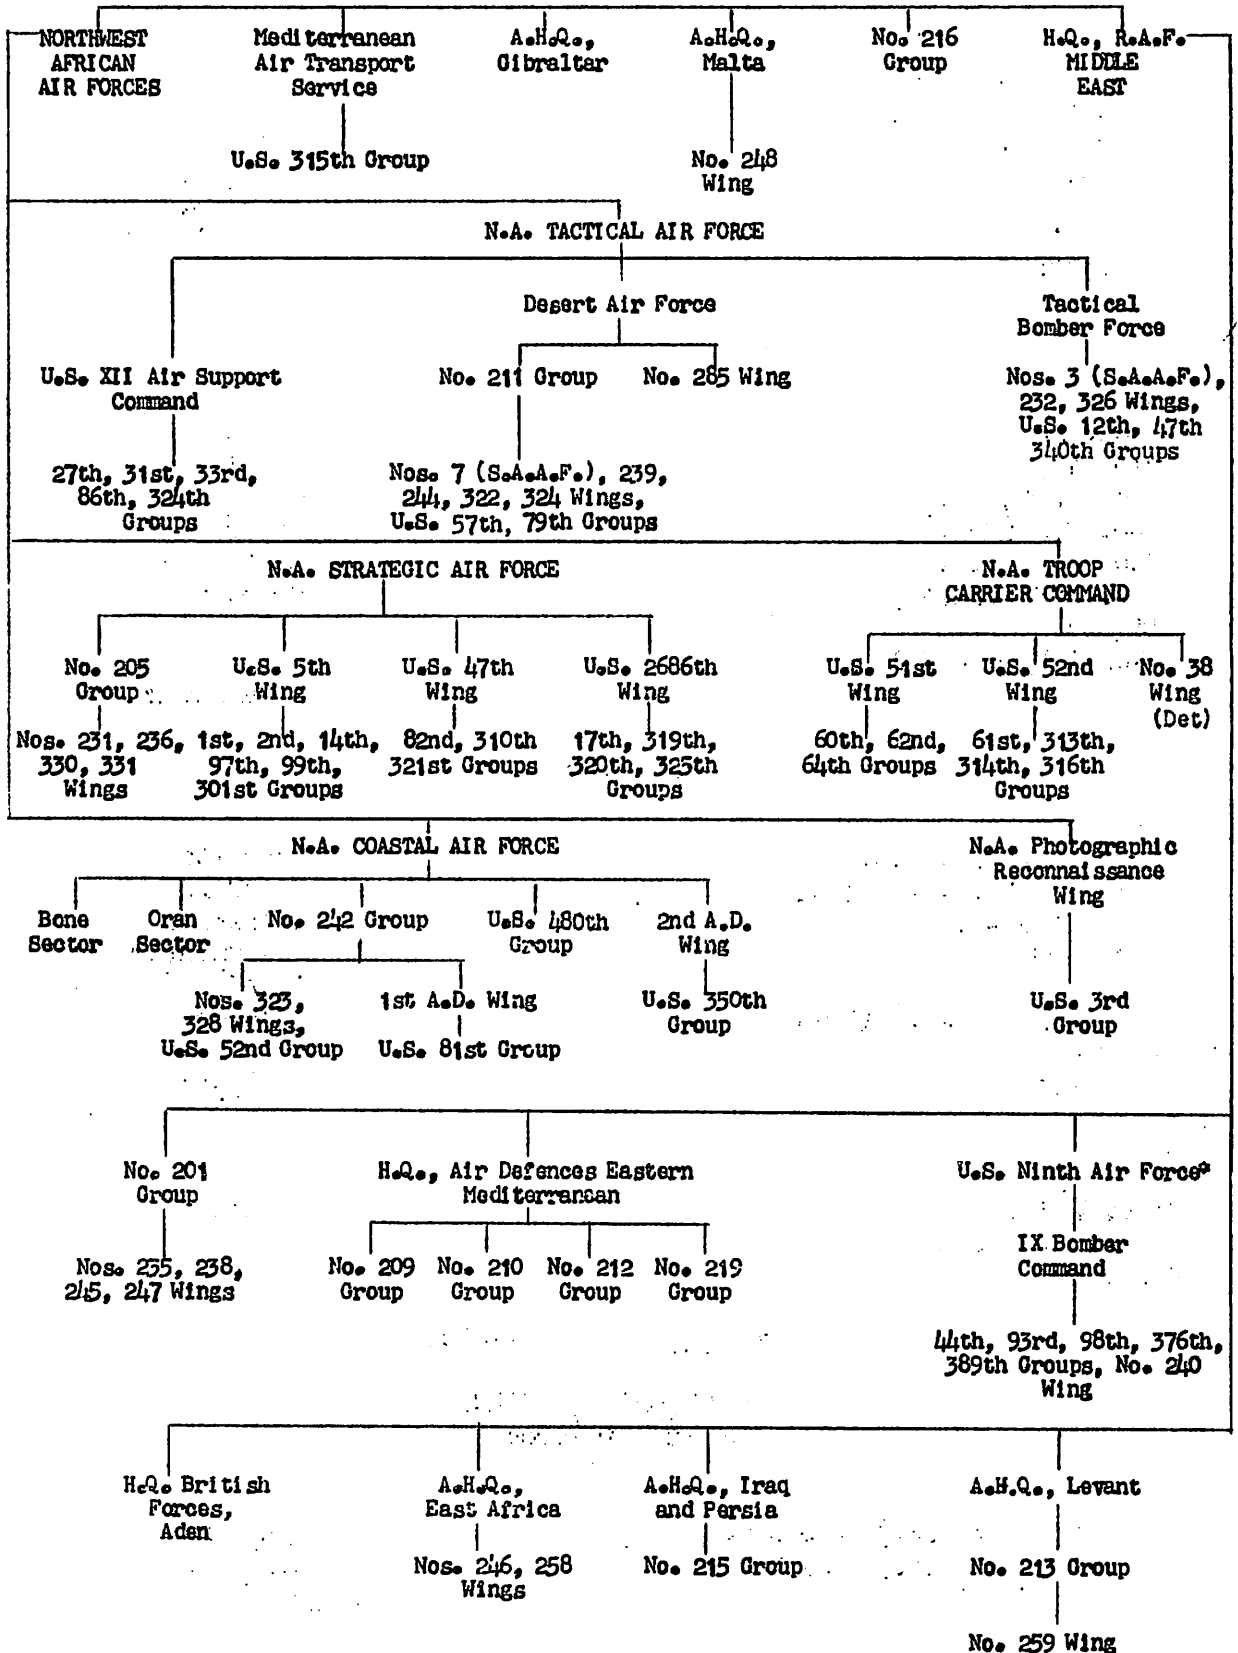 NORTHWEST
AFRICAN
AIR FORCES
Mediterranean
Air Transport
Service
A.H.Q.,
Gibraltar
A.H.Q.,
Malta
No. 216
Group
H.Q., R.A.F.
MIDDLE
EAST
U.S. 315th Group
No. 248
Wing
N.A. TACTICAL AIR FORCE
Desert Air Force
Tactical
Bomber Force
U.S. XII Air Support
Command
No. 211 Group
No. 285 Wing
Nos. 3 (S.A.A.F.),
232, 326 Wings,
U.S. 12th, 47th
340th Groups
27th, 31st, 33rd,
86th, 324th
Groups
Nos. 7 (S.A.A.F.), 239,
244, 322, 324 Wings,
U.S. 57th, 79th Groups
N.A. STRATEGIC AIR FORCE
N.A. TROOP
CARRIER COMMAND
No. 205
Group
U.S. 5th
Wing
U.S. 47th
Wing
U.S. 2686th
Wing
U.S. 51st
Wing
U.S. 52nd
Wing
No. 38
Wing
(Det)
Nos. 231, 236,
330, 331
Wings
1st, 2nd, 14th,
97th, 99th,
301st Groups
82nd, 310th
321st Groups
17th, 319th,
320th, 325th
Groups
60th, 62nd,
64th Groups
61st, 313th,
314th, 316th
Groups
N.A. COASTAL AIR FORCE
N.A. Photographic
Reconnaissance
Wing
Bone
Sector
Oran
Sector
No. 242 Group
U.S. 480th
Group
2nd A.D.
Wing
Nos. 323,
328 Wings,
U.S. 52nd Group
1st A.D. Wing
U.S. 81st Group
U.S. 350th
Group
U.S. 3rd
Group
No. 201
Group
H.Q., Air Defences Eastern
Mediterranean
U.S. Ninth Air Force*
Nos. 235, 238,
245, 247 Wings
No. 209
Group
No. 210
Group
No. 212
Group
No. 219
Group
IX Bomber
Command
44th, 93rd, 98th, 376th,
389th Groups, No. 240
Wing
H.Q. British
Forces,
Aden
A.H.Q.,
East Africa
A.H.Q., Iraq
and Persia
A.H.Q., Levant
Nos. 246, 258
Wings
No. 215 Group
No. 213 Group
No. 259 Wing